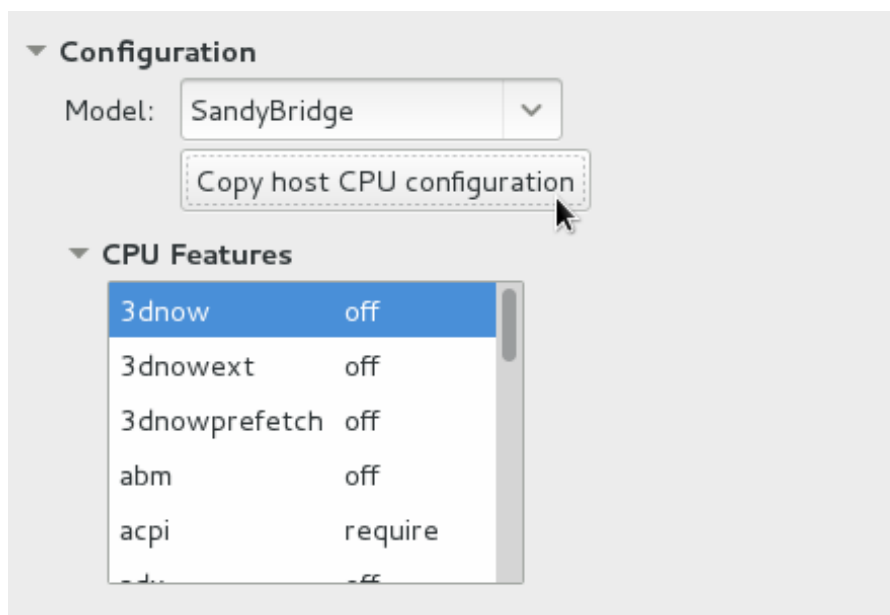 Configuration
Model: SandyBridge
Copy host CPU configuration
CPU Features
3dnow off
3dnowext off
3dnowprefetch off
abm off
acpi require